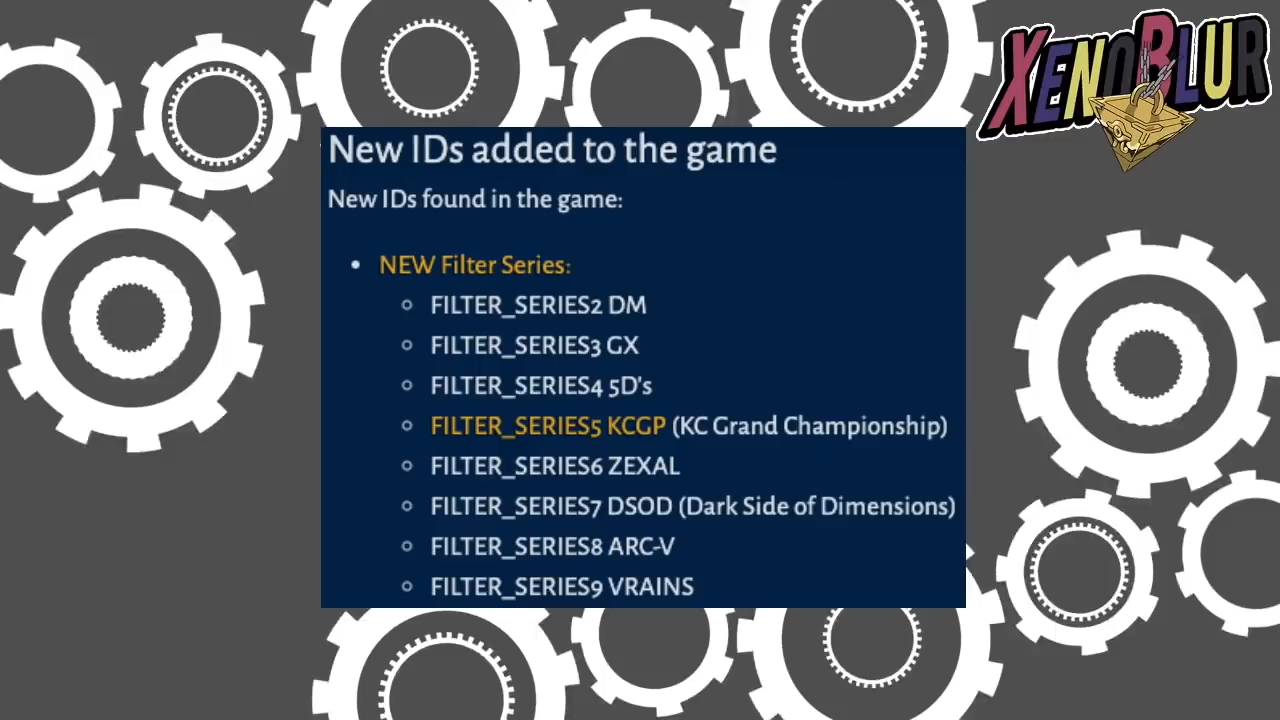 XENOBLUR
New IDs added to the game
New IDs found in the game:
• NEW Filter Series:
○ FILTER_SERIES2 DM
○ FILTER_SERIES3 GX
○ FILTER_SERIES4 5D's
○ FILTER_SERIES5 KCGP (KC Grand Championship)
○ FILTER_SERIES6 ZEXAL
○ FILTER_SERIES7 DSOD (Dark Side of Dimensions)
○ FILTER_SERIES8 ARC-V
○ FILTER_SERIES9 VRAINS